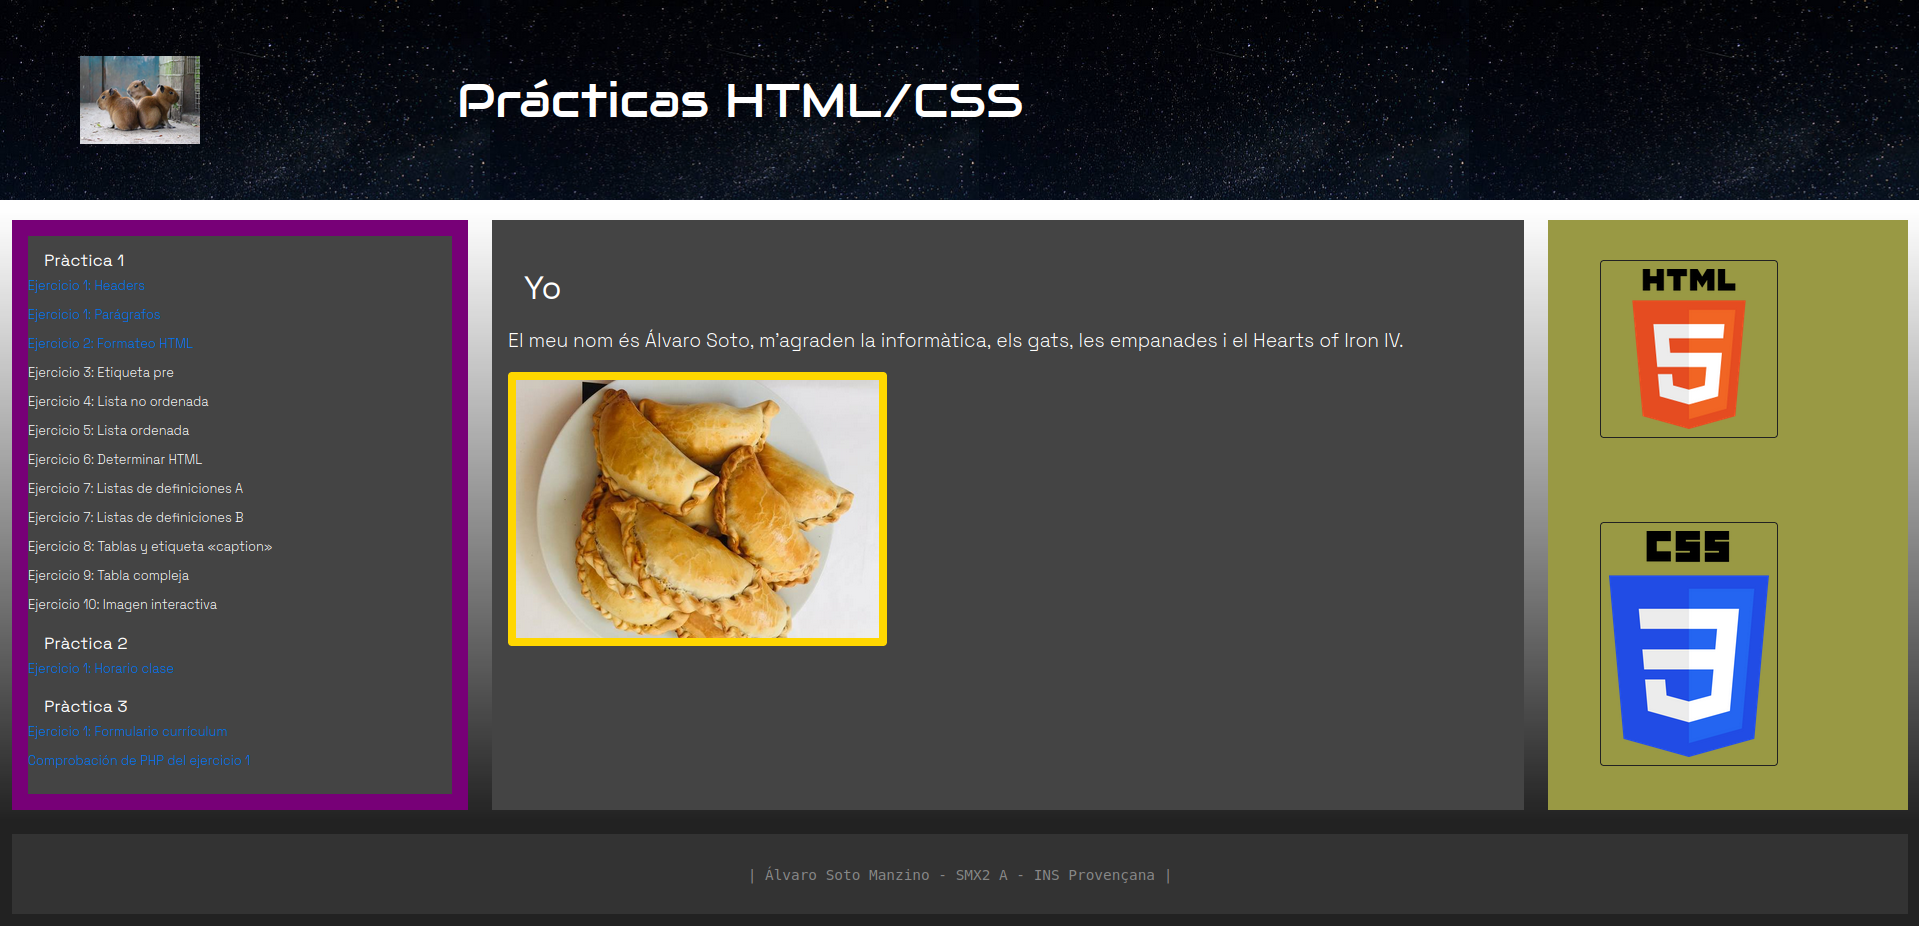 Prácticas HTML/CSS
Pràctica 1
Ejercicio 1: Headers
Ejercicio 1: Parágrafos
Ejercicio 2: Formateo HTML
Ejercicio 3: Etiqueta pre
Ejercicio 4: Lista no ordenada
Ejercicio 5: Lista ordenada
Ejercicio 6: Determinar HTML
Ejercicio 7: Listas de definiciones A
Ejercicio 7: Listas de definiciones B
Ejercicio 8: Tablas y etiqueta «caption»
Ejercicio 9: Tabla compleja
Ejercicio 10: Imagen interactiva
Pràctica 2
Ejercicio 1: Horario clase
Pràctica 3
Ejercicio 1: Formulario currículum
Comprobación de PHP del ejercicio 1
Yo
El meu nom és Álvaro Soto, m'agraden la informàtica, els gats, les empanades i el Hearts of Iron IV.
HTML
5
CSS
3
| Álvaro Soto Manzino - SMX2 A - INS Provençana |